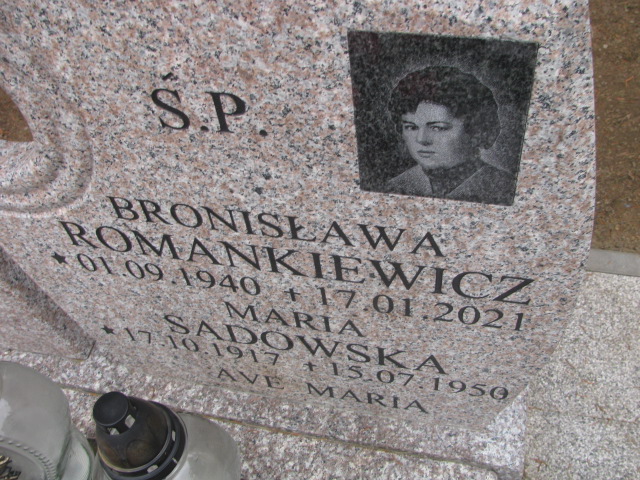 Ś.P.
BRONISŁAWA
ROMANKIEWICZ
*01.09.1940 +17.01.2021
MARIA
SADOWSKA
*17.10.1917 +15.07.1950
AVE MARIA